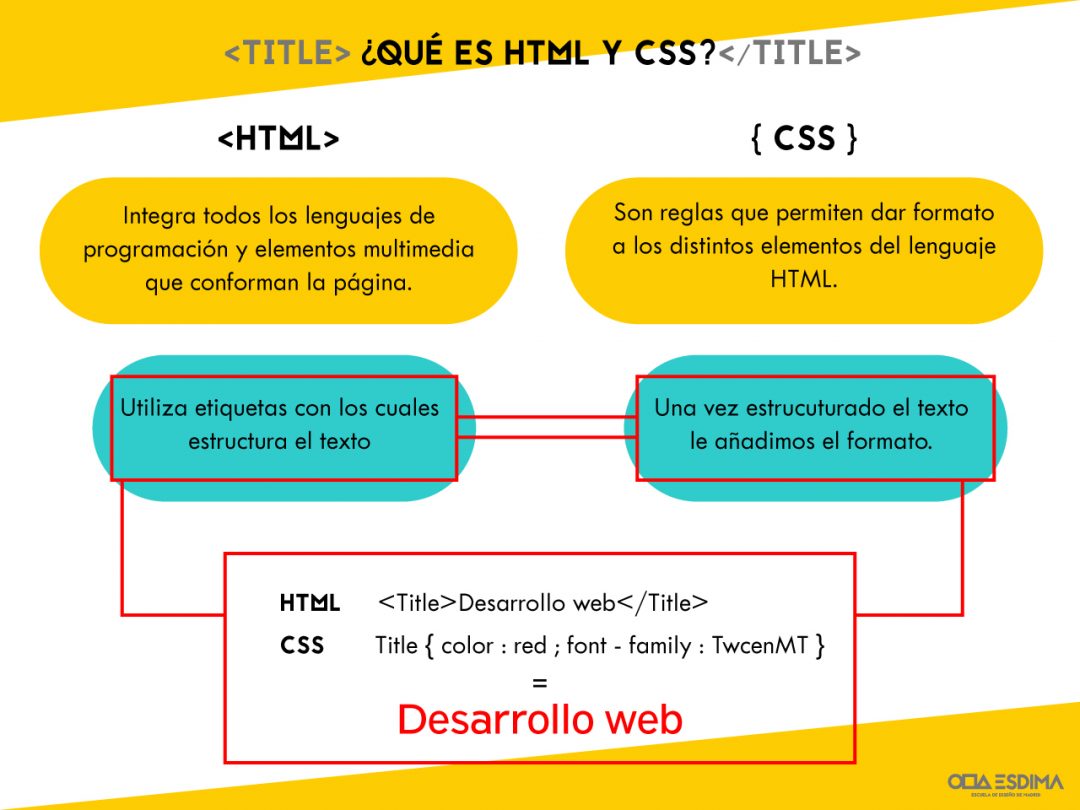 <TITLE> ¿QUÉ ES HTML Y CSS?</TITLE>
<HTML>
Integra todos los lenguajes de
programación y elementos multimedia
que conforman la página.
Utiliza etiquetas con los cuales
estructura el texto
{ CSS }
Son reglas que permiten dar formato
a los distintos elementos del lenguaje
HTML.
Una vez estrucuturado el texto
le añadimos el formato.
HTML <Title>Desarrollo web</Title>
CSS Title { color : red ; font - family : TwcenMT }
=
Desarrollo web
ESDIMA
ESCUELA DE DISEÑO DE MADRID